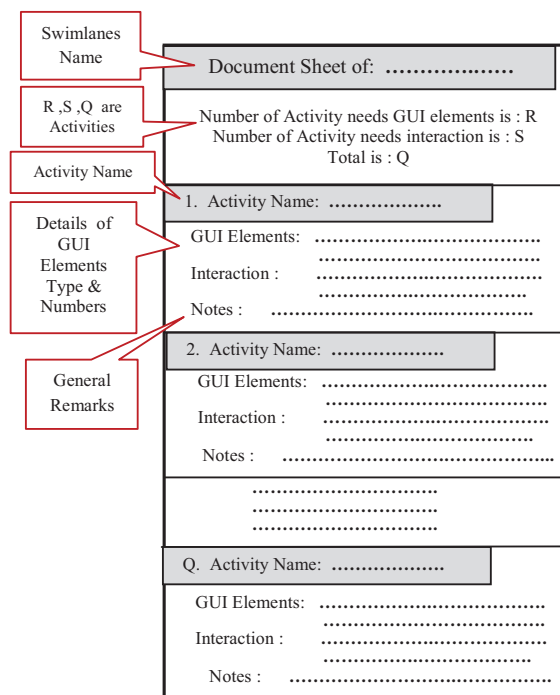 Swimlanes
Name
Document Sheet of: ………………..……
R ,S ,Q are
Activities
Number of Activity needs GUI elements is : R
Number of Activity needs interaction is : S
Total is : Q
Activity Name
1. Activity Name: ………………..
Details of
GUI
Elements
Type &
Numbers
GUI Elements: ………………..……………….
………………..……………….
Interaction : ………………..……………….
………………..…………….
Notes : ……………………..……………….
General
Remarks
2. Activity Name: ………………..
GUI Elements: ………………..……………….
………………..……………….
Interaction : ………………..……………….
………………..…………….
Notes : ……………………..………………...
………………………..
………………………..
………………………..
Q. Activity Name: ………………..
GUI Elements: ………………..……………….
………………..……………….
Interaction : ………………..……………….
………………..…………….
Notes : ……………………..……………….